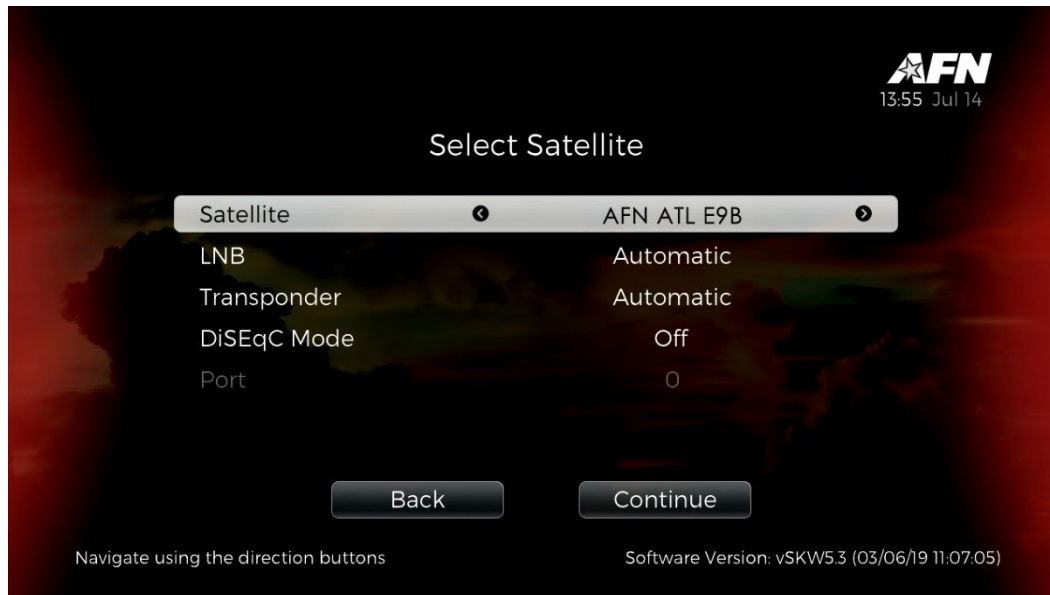 AFN
13:55 Jul 14
Select Satellite
Satellite AFN ATL E9B
LNB Automatic
Transponder Automatic
DiSEqC Mode Off
Port 0
Back Continue
Navigate using the direction buttons Software Version: vSKW5.3 (03/06/19 11:07:05)